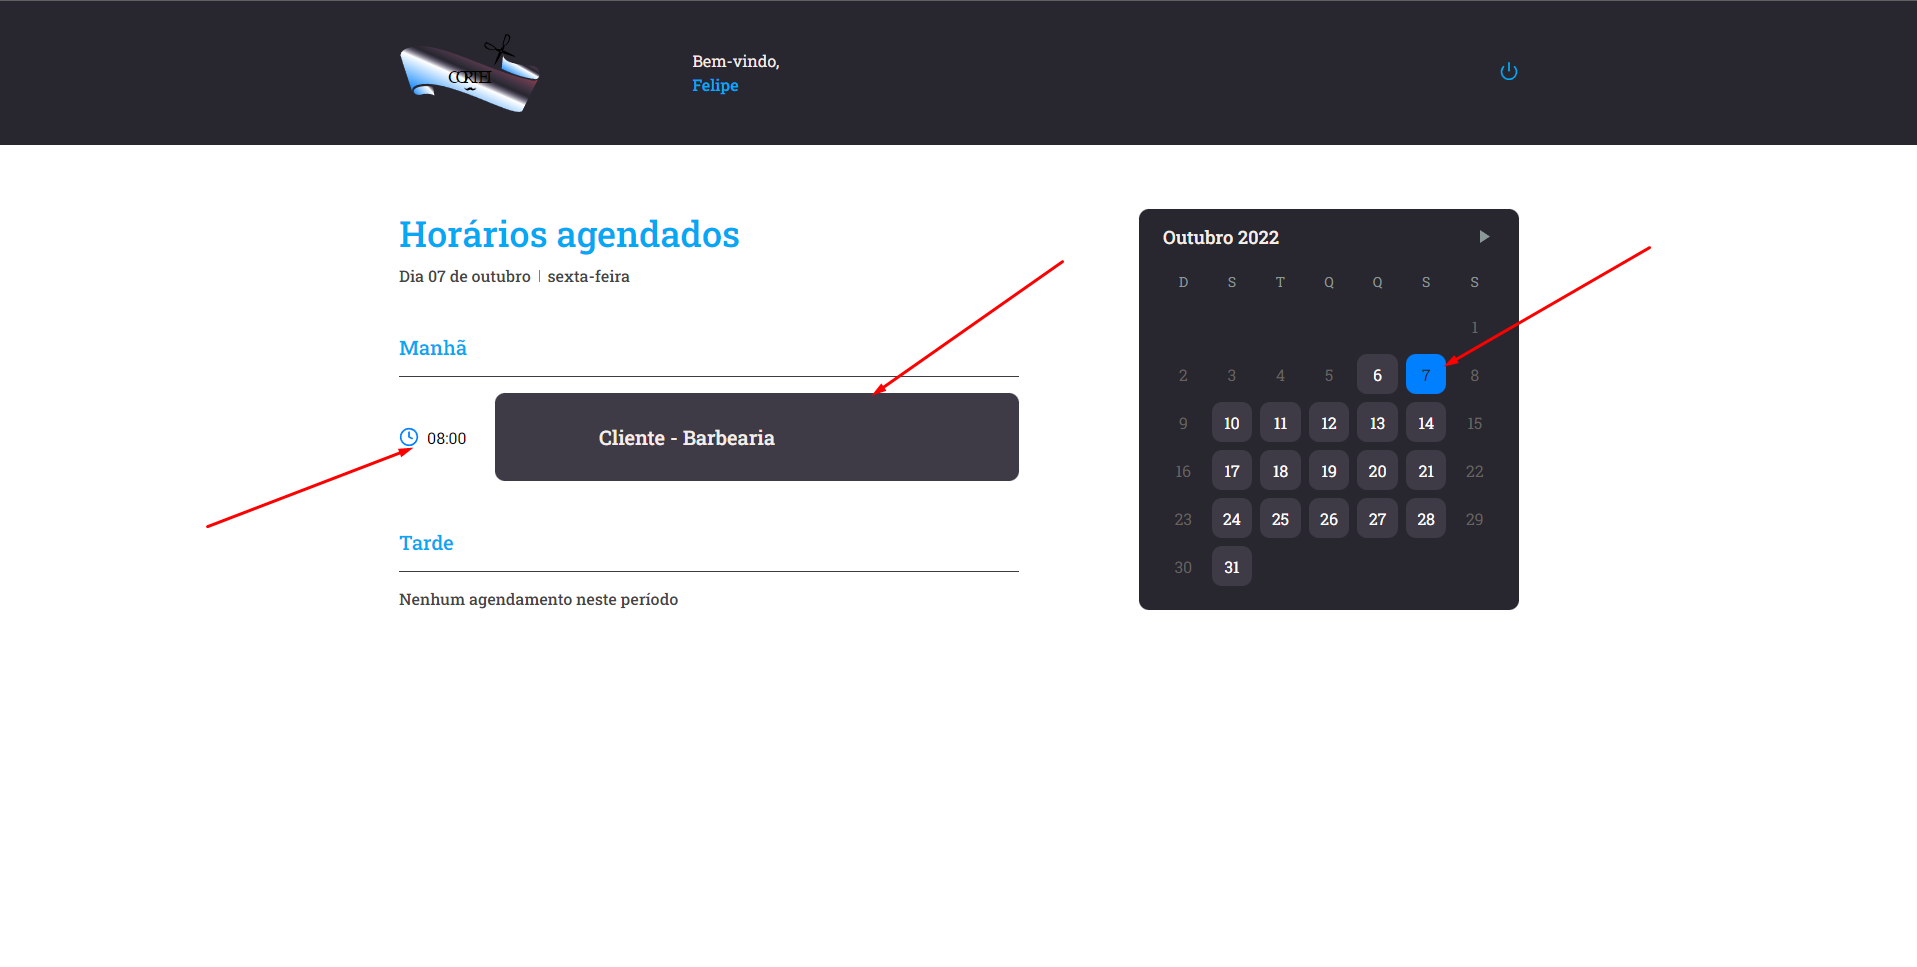 CORTEI
Bem-vindo,
Felipe
Horários agendados
Dia 07 de outubro | sexta-feira
Manhã
08:00
Cliente - Barbearia
Tarde
Nenhum agendamento neste período
Outubro 2022
D S T Q Q S S
1
2 3 4 5 6 7 8
9 10 11 12 13 14 15
16 17 18 19 20 21 22
23 24 25 26 27 28 29
30 31